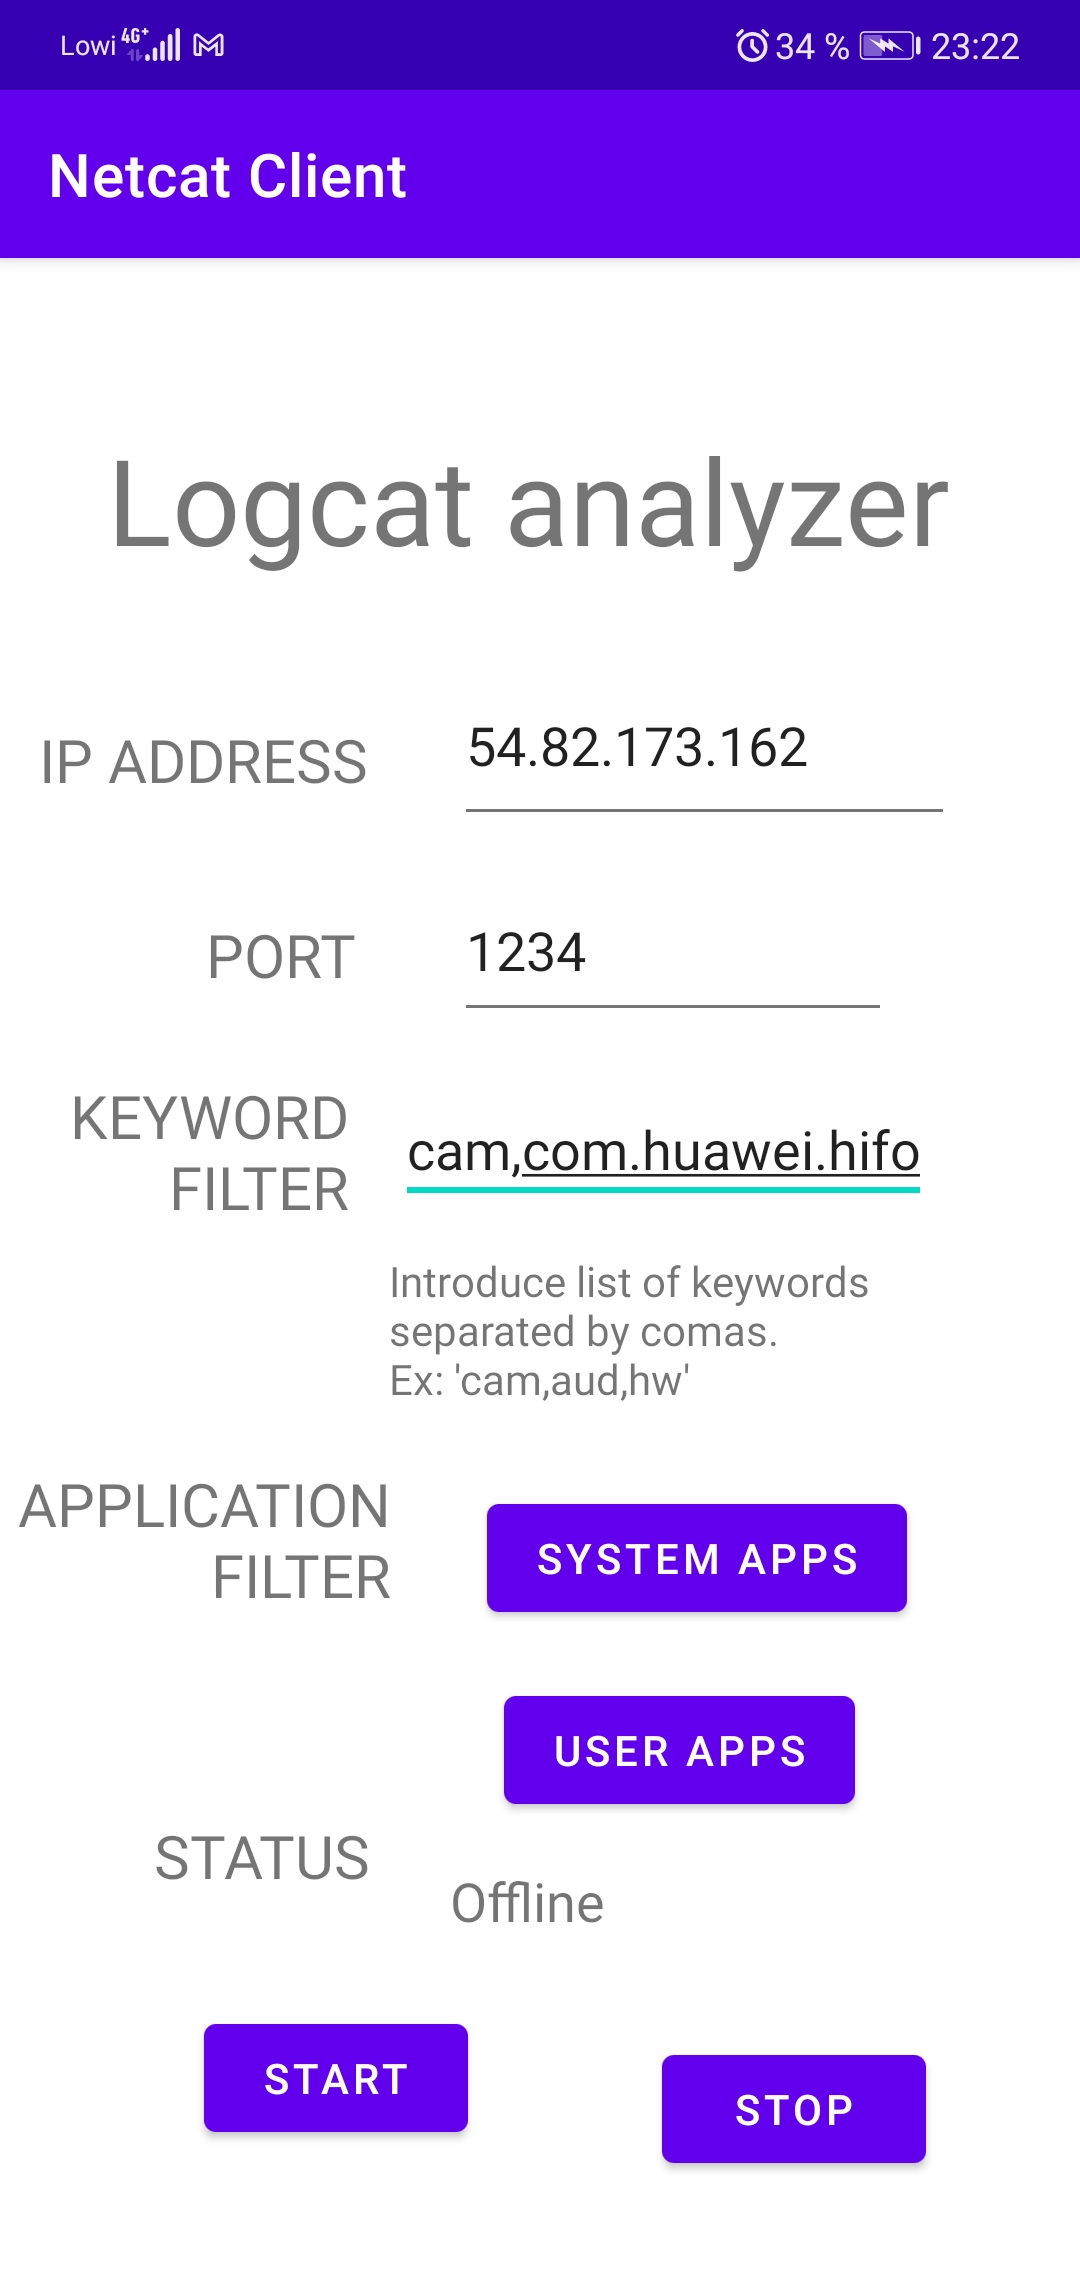 Lowi 4G+ 34 % 23:22
Netcat Client
Logcat analyzer
IP ADDRESS 54.82.173.162
PORT 1234
KEYWORD
FILTER
cam,com.huawei.hifo
Introduce list of keywords
separated by comas.
Ex: 'cam,aud,hw'
APPLICATION
FILTER
SYSTEM APPS
USER APPS
STATUS
Offline
START
STOP